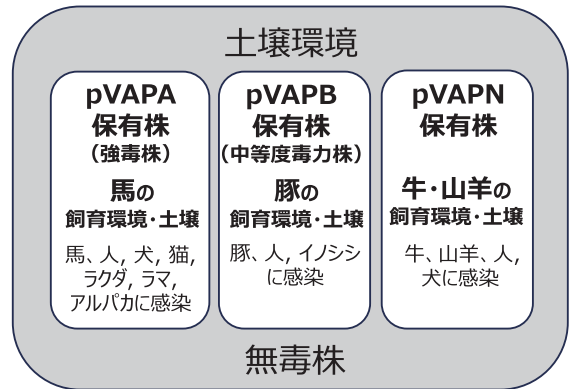 土壌環境
pVAPA
保有株
（強毒株）
馬の
飼育環境･土壌
馬、人, 犬, 猫,
ラクダ, ラマ,
アルパカに感染
pVAPB
保有株
（中等度毒力株）
豚の
飼育環境･土壌
豚、人, イノシシ
に感染
pVAPN
保有株
牛･山羊の
飼育環境･土壌
牛、山羊、人,
犬に感染
無毒株